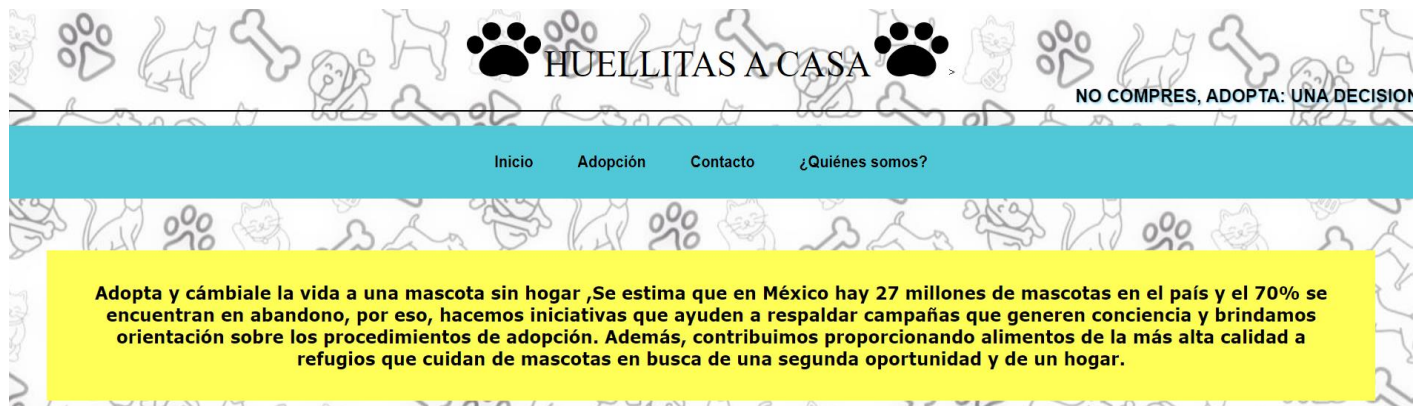 HUELLITAS A CASA >
NO COMPRES, ADOPTA: UNA DECISION
Inicio Adopción Contacto ¿Quiénes somos?
Adopta y cámbiale la vida a una mascota sin hogar ,Se estima que en México hay 27 millones de mascotas en el país y el 70% se
encuentran en abandono, por eso, hacemos iniciativas que ayuden a respaldar campañas que generen conciencia y brindamos
orientación sobre los procedimientos de adopción. Además, contribuimos proporcionando alimentos de la más alta calidad a
refugios que cuidan de mascotas en busca de una segunda oportunidad y de un hogar.